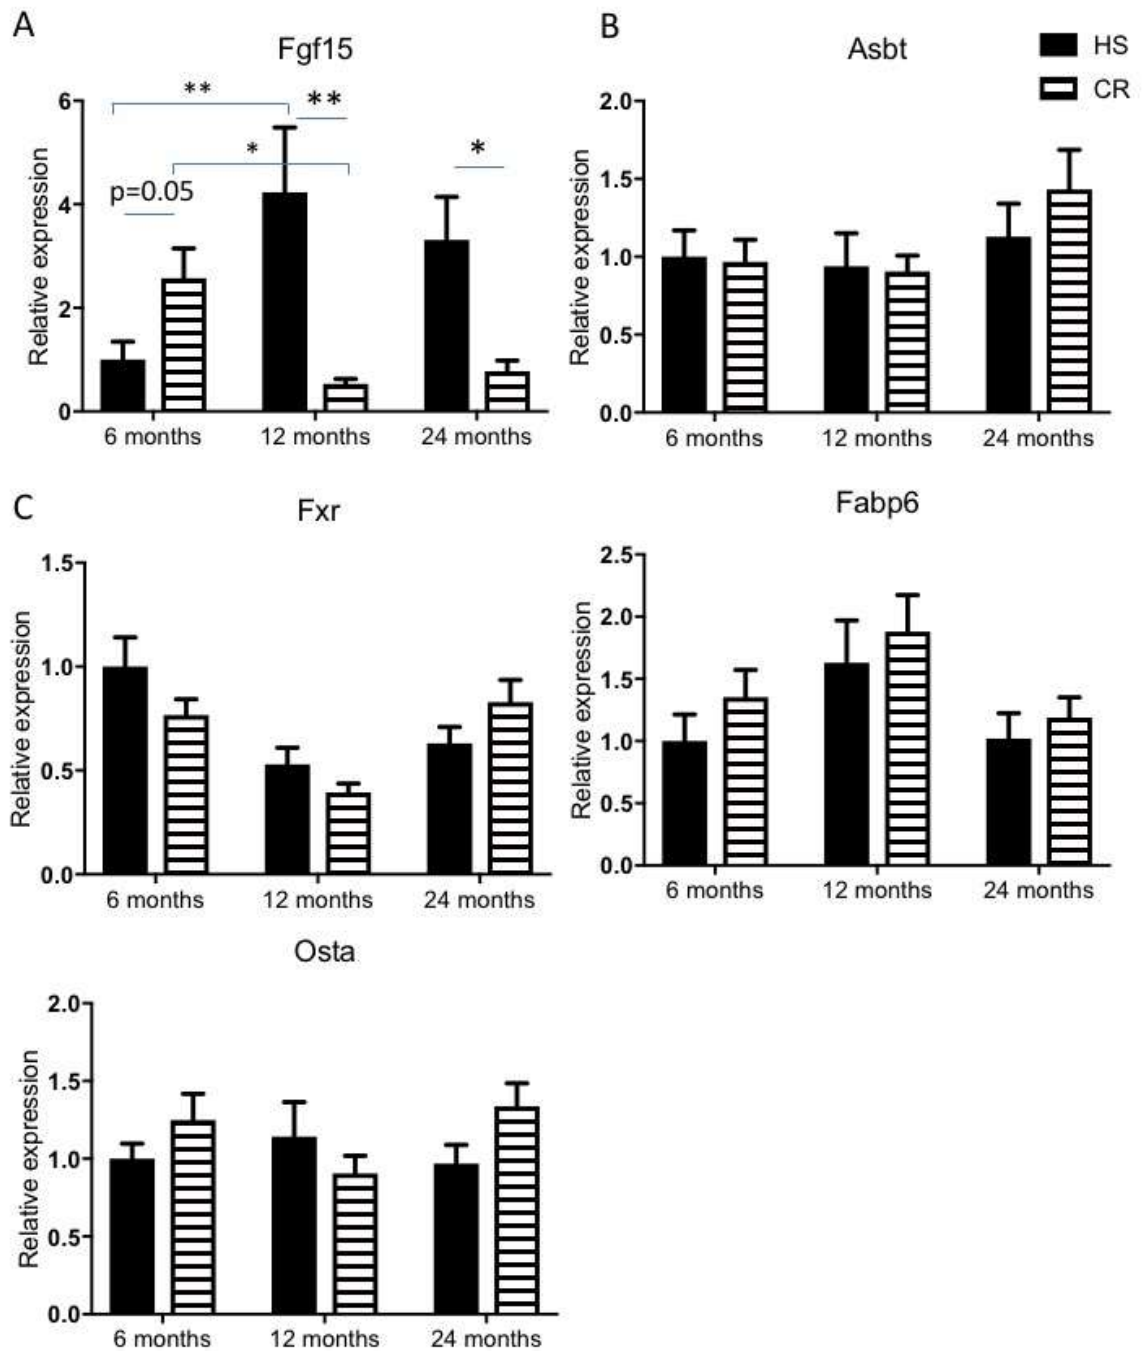 A
Fgf15
Relative expression
6
4
2
0
**
**
*
*
p=0.05
6 months 12 months 24 months
B
Asbt
HS
CR
Relative expression
2.0
1.5
1.0
0.5
0.0
6 months 12 months 24 months
C
Fxr
Relative expression
1.5
1.0
0.5
0.0
6 months 12 months 24 months
Fabp6
Relative expression
2.5
2.0
1.5
1.0
0.5
0.0
6 months 12 months 24 months
Osta
Relative expression
2.0
1.5
1.0
0.5
0.0
6 months 12 months 24 months